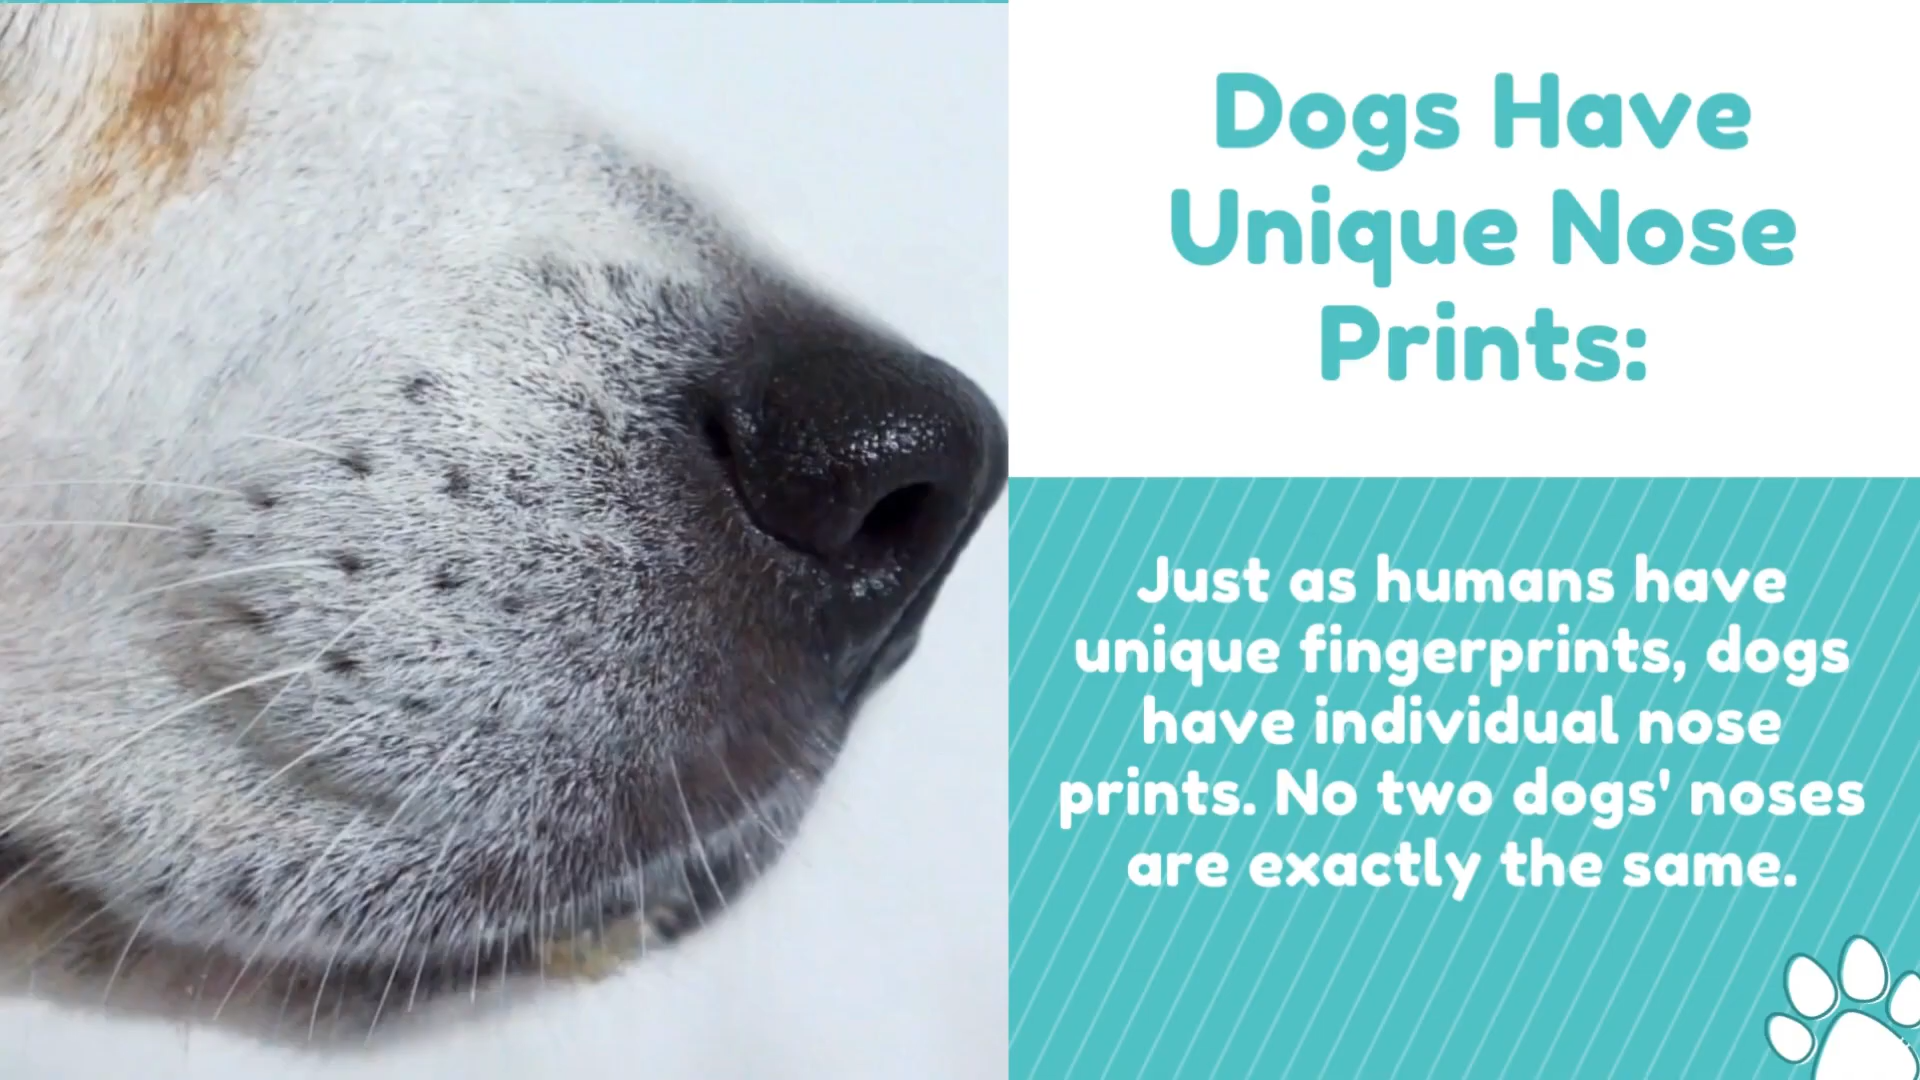 Dogs Have
Unique Nose
Prints:
Just as humans have
unique fingerprints, dogs
have individual nose
prints. No two dogs' noses
are exactly the same.